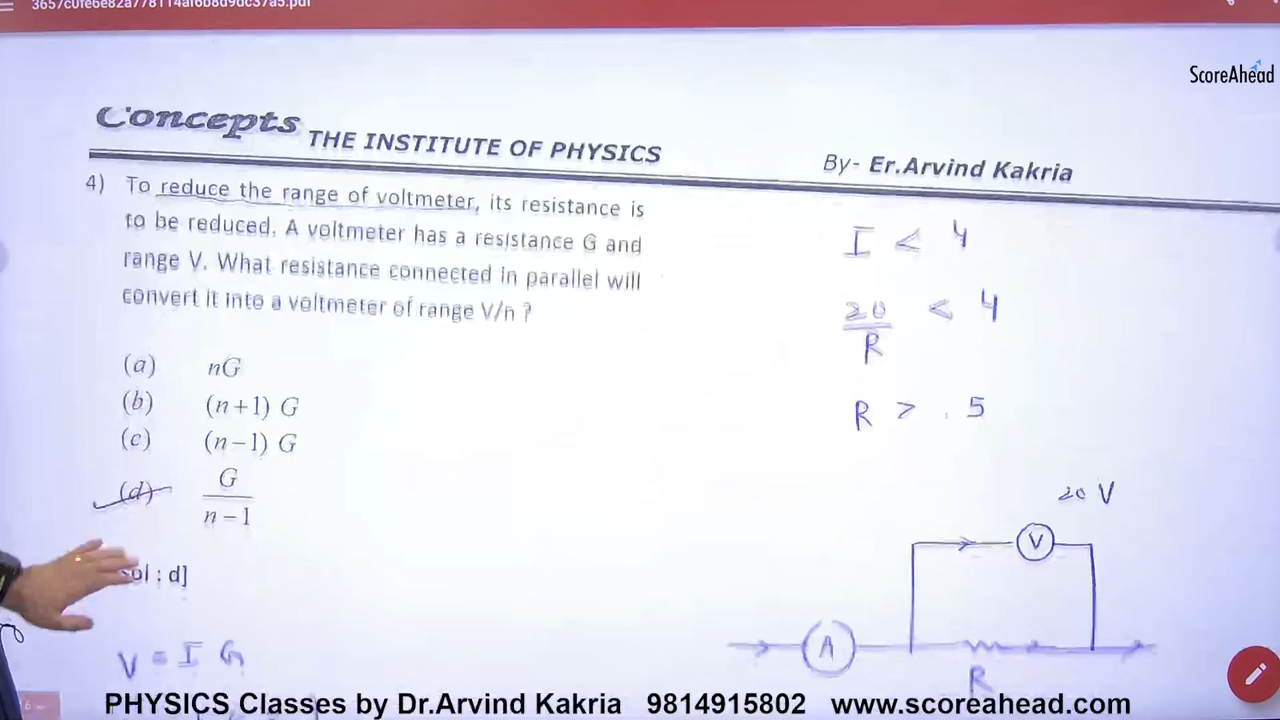 3657c0fe6e82a778114af6b8d9dc37a5.pdf
ScoreAhead
Concepts THE INSTITUTE OF PHYSICS
By- Er.Arvind Kakria
4) To reduce the range of voltmeter, its resistance is
to be reduced. A voltmeter has a resistance G and
range V. What resistance connected in parallel will
convert it into a voltmeter of range V/n ?
(a) nG
(b) (n+1) G
(c) (n−1) G
(d) G
n−1
ol : d]
V = I G
I < 4
20 < 4
R
R > 5
20 V
V
A
R
PHYSICS Classes by Dr.Arvind Kakria 9814915802 www.scoreahead.com